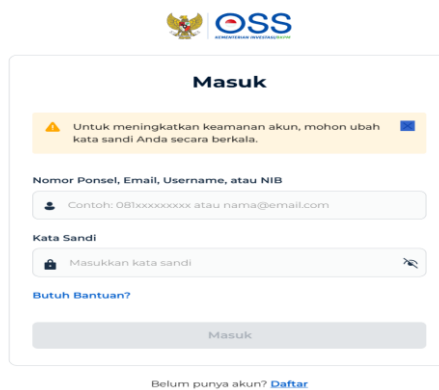 OSS
KEMENTERIAN INVESTASI/BKPM
Masuk
Untuk meningkatkan keamanan akun, mohon ubah
kata sandi Anda secara berkala.
Nomor Ponsel, Email, Username, atau NIB
Contoh: 081xxxxxxxxx atau nama@email.com
Kata Sandi
Masukkan kata sandi
Butuh Bantuan?
Masuk
Belum punya akun? Daftar